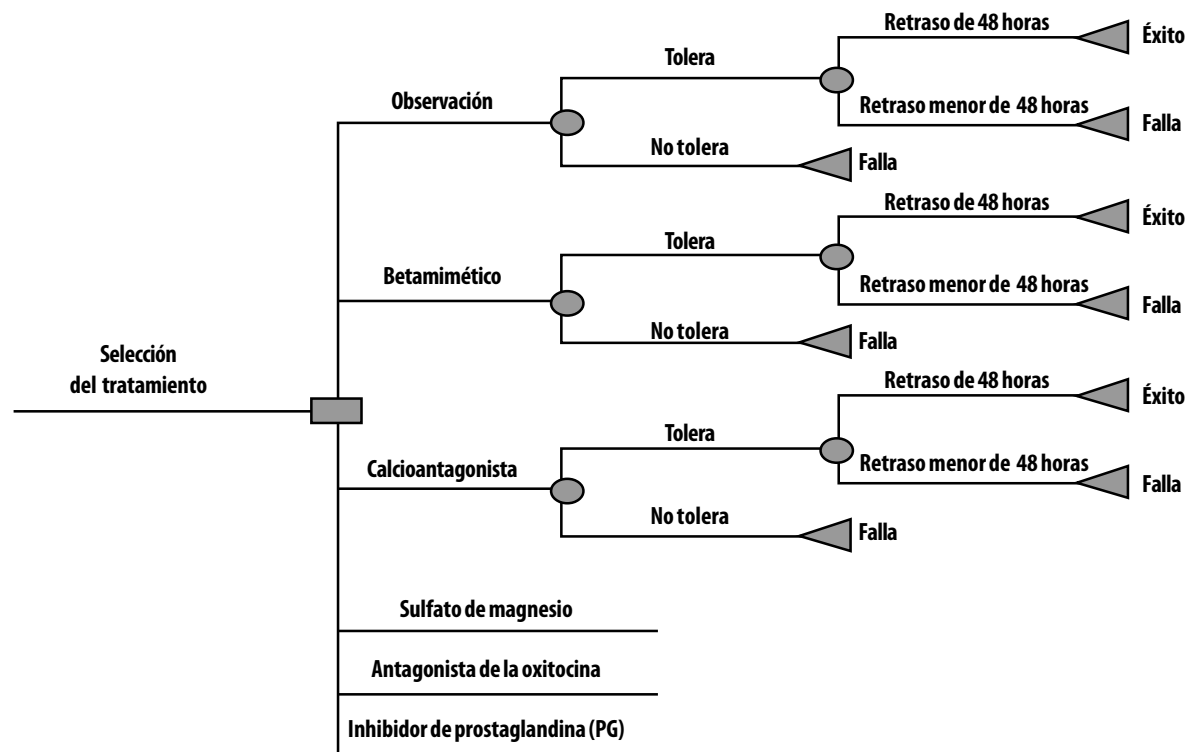 Retraso de 48 horas
Éxito
Tolera
Observación
Retraso menor de 48 horas
Falla
No tolera
Falla
Retraso de 48 horas
Éxito
Tolera
Betamimético
Retraso menor de 48 horas
Falla
No tolera
Falla
Selección
del tratamiento
Retraso de 48 horas
Éxito
Tolera
Calcioantagonista
Retraso menor de 48 horas
Falla
No tolera
Falla
Sulfato de magnesio
Antagonista de la oxitocina
Inhibidor de prostaglandina (PG)